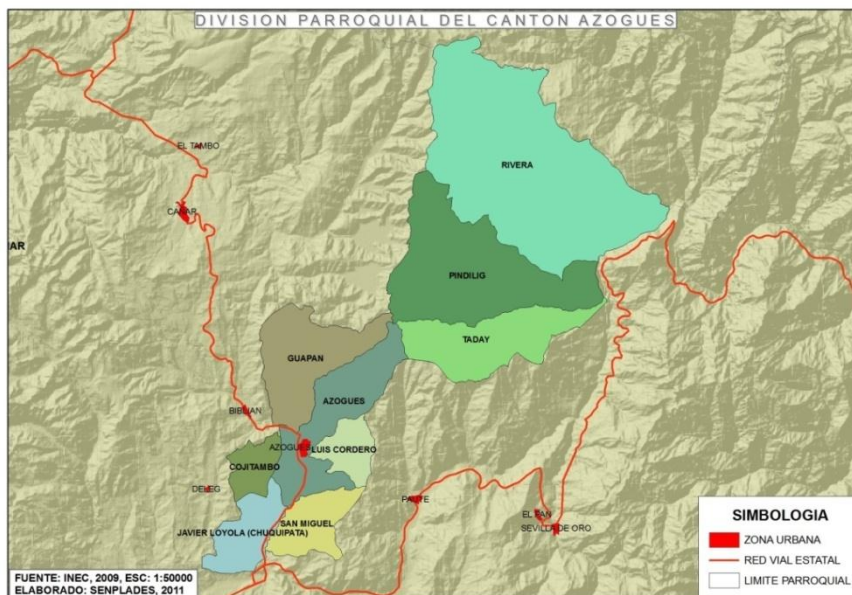 DIVISION PARROQUIAL DEL CANTON AZOGUES
EL TAMBO
RIVERA
CAÑAR
PINDILIG
TADAY
GUAPAN
AZOGUES
BIBLIAN
AZOGUES
LUIS CORDERO
COJITAMBO
DELEG
PAUTE
SAN MIGUEL
JAVIER LOYOLA (CHUQUIPATA)
EL PAN
SEVILLA DE ORO
SIMBOLOGIA
ZONA URBANA
RED VIAL ESTATAL
LIMITE PARROQUIAL
FUENTE: INEC, 2009, ESC: 1:50000
ELABORADO: SENPLADES, 2011